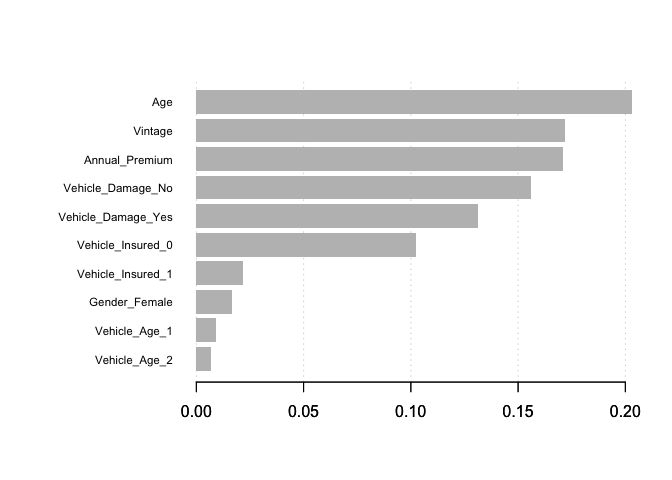 Age
Vintage
Annual_Premium
Vehicle_Damage_No
Vehicle_Damage_Yes
Vehicle_Insured_0
Vehicle_Insured_1
Gender_Female
Vehicle_Age_1
Vehicle_Age_2
0.00 0.05 0.10 0.15 0.20